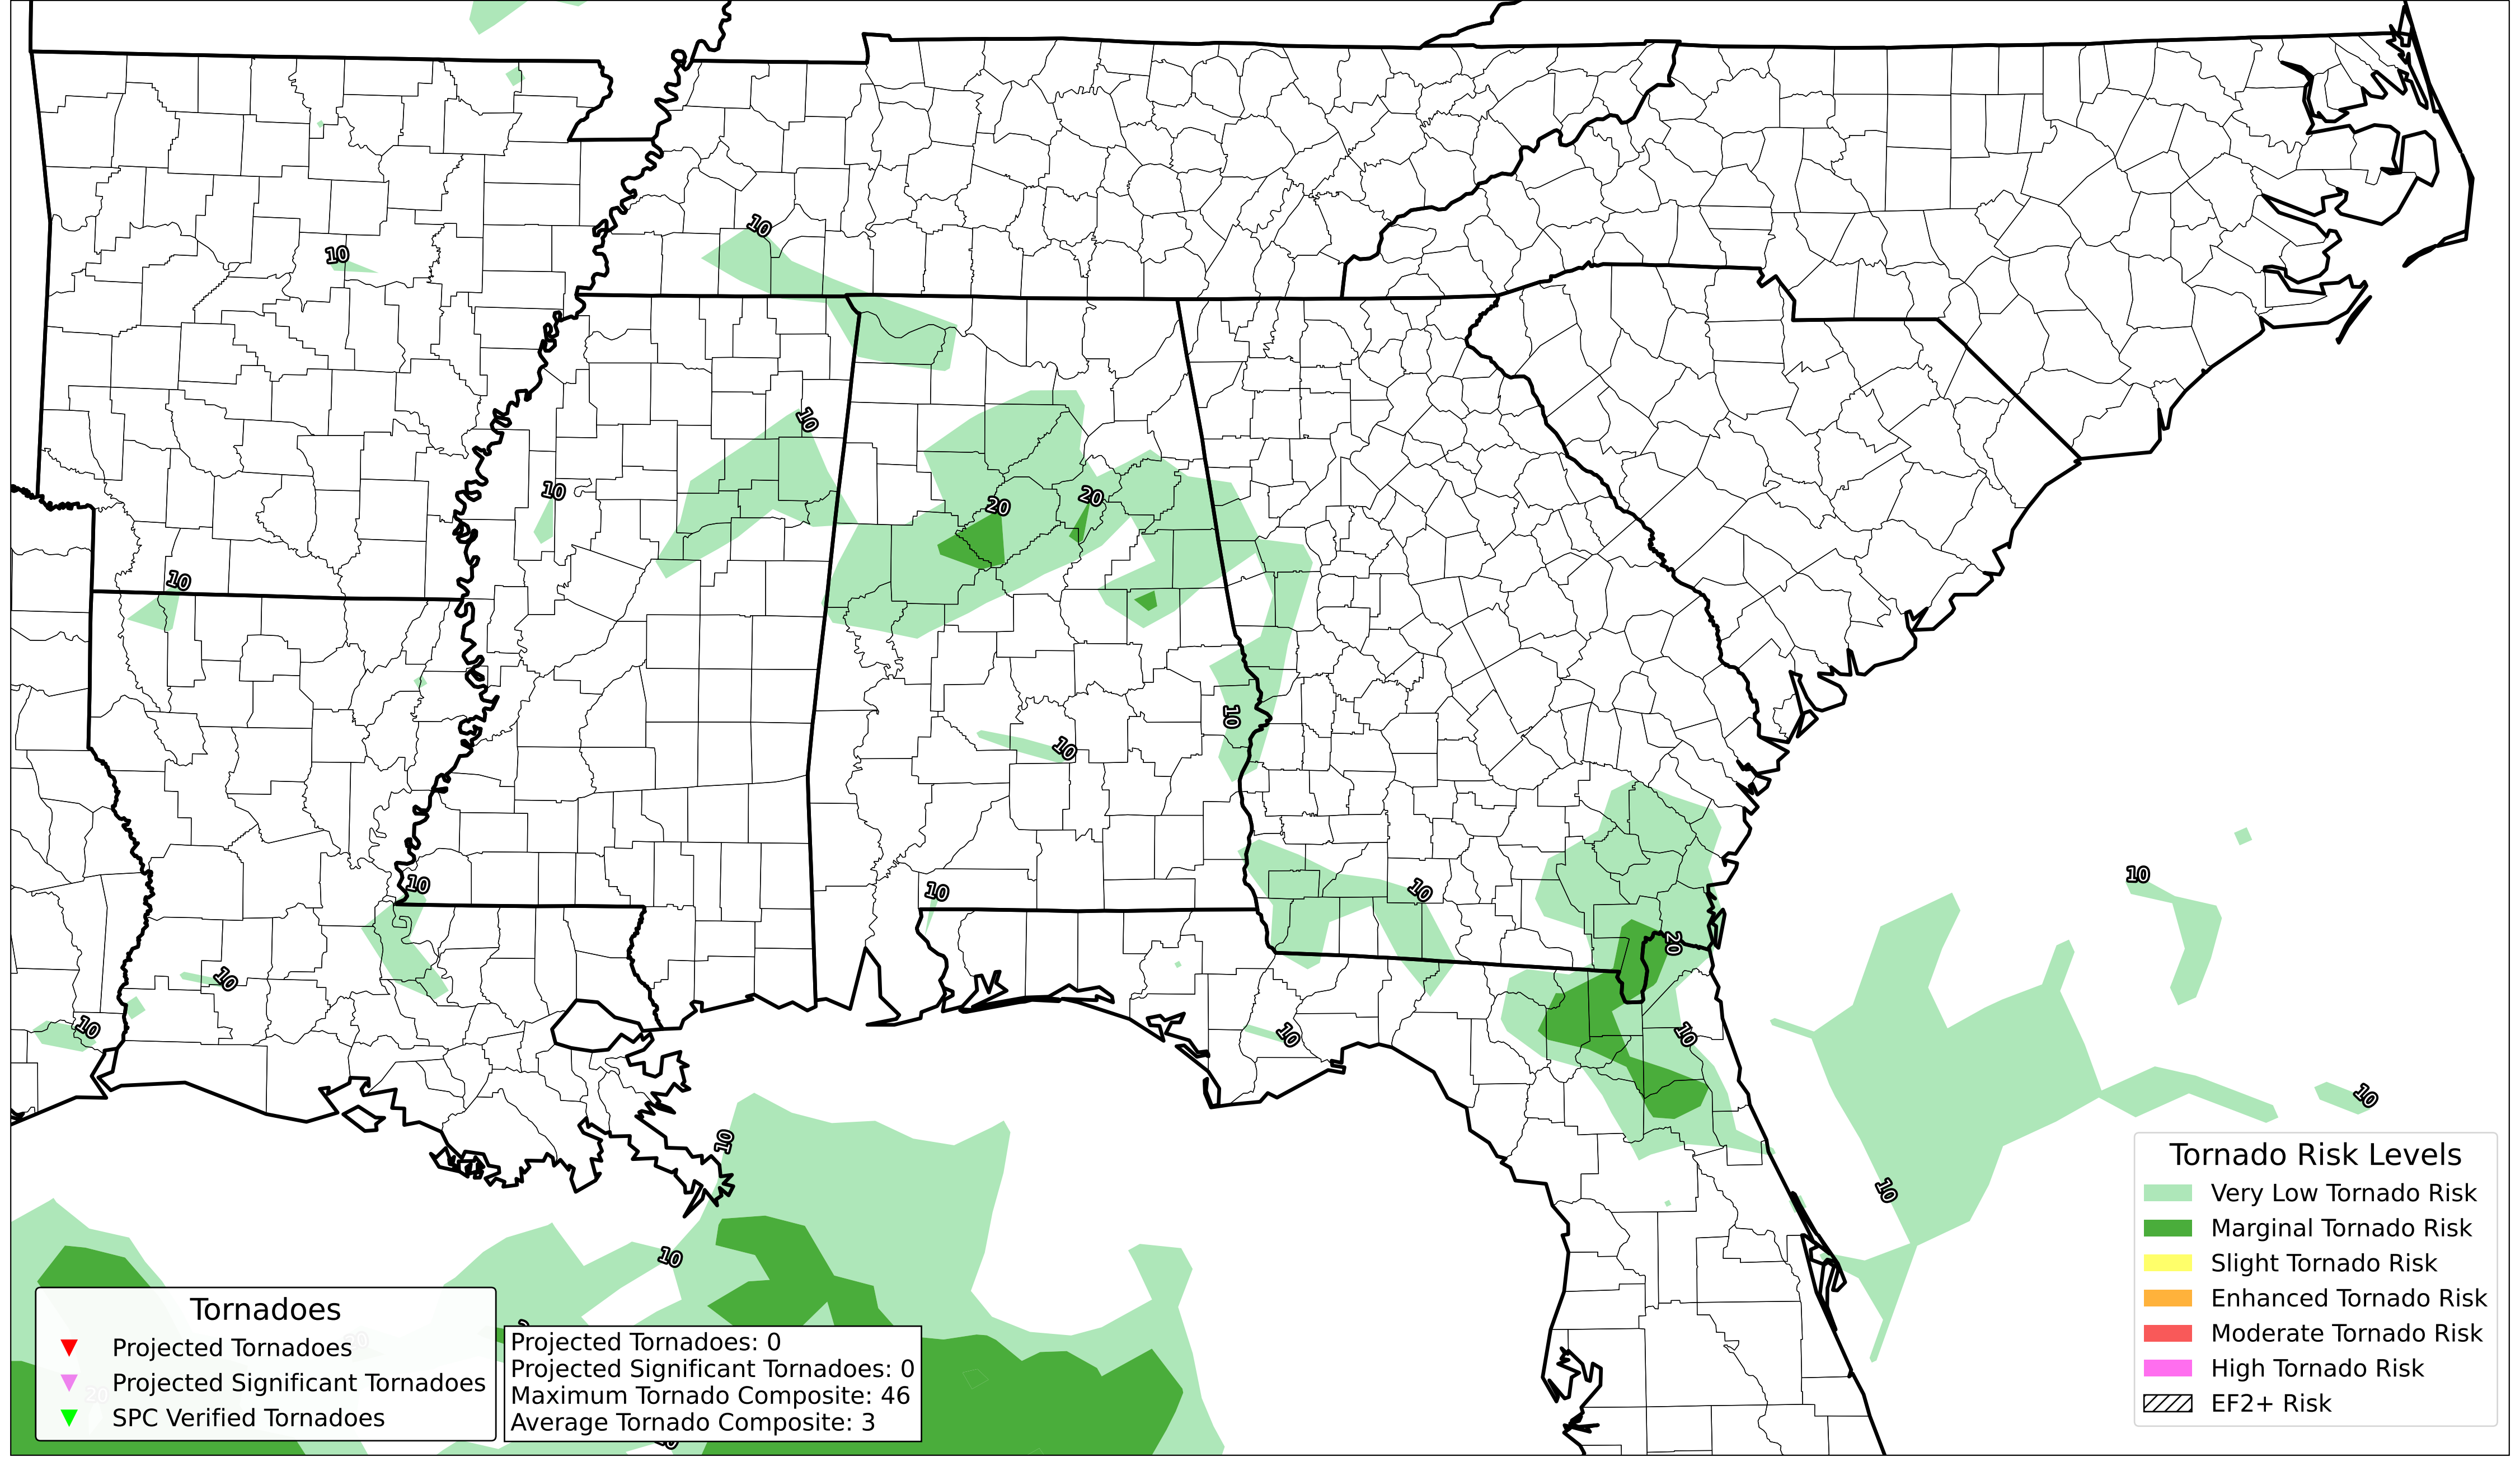 10
10
10
10
20
20
10
10
10
10
10
10
10
10
20
10
10
10
10
10
10
10
10
Tornado Risk Levels
Very Low Tornado Risk
Marginal Tornado Risk
Slight Tornado Risk
Enhanced Tornado Risk
Moderate Tornado Risk
High Tornado Risk
EF2+ Risk
Tornadoes
Projected Tornadoes
Projected Significant Tornadoes
SPC Verified Tornadoes
Projected Tornadoes: 0
Projected Significant Tornadoes: 0
Maximum Tornado Composite: 46
Average Tornado Composite: 3